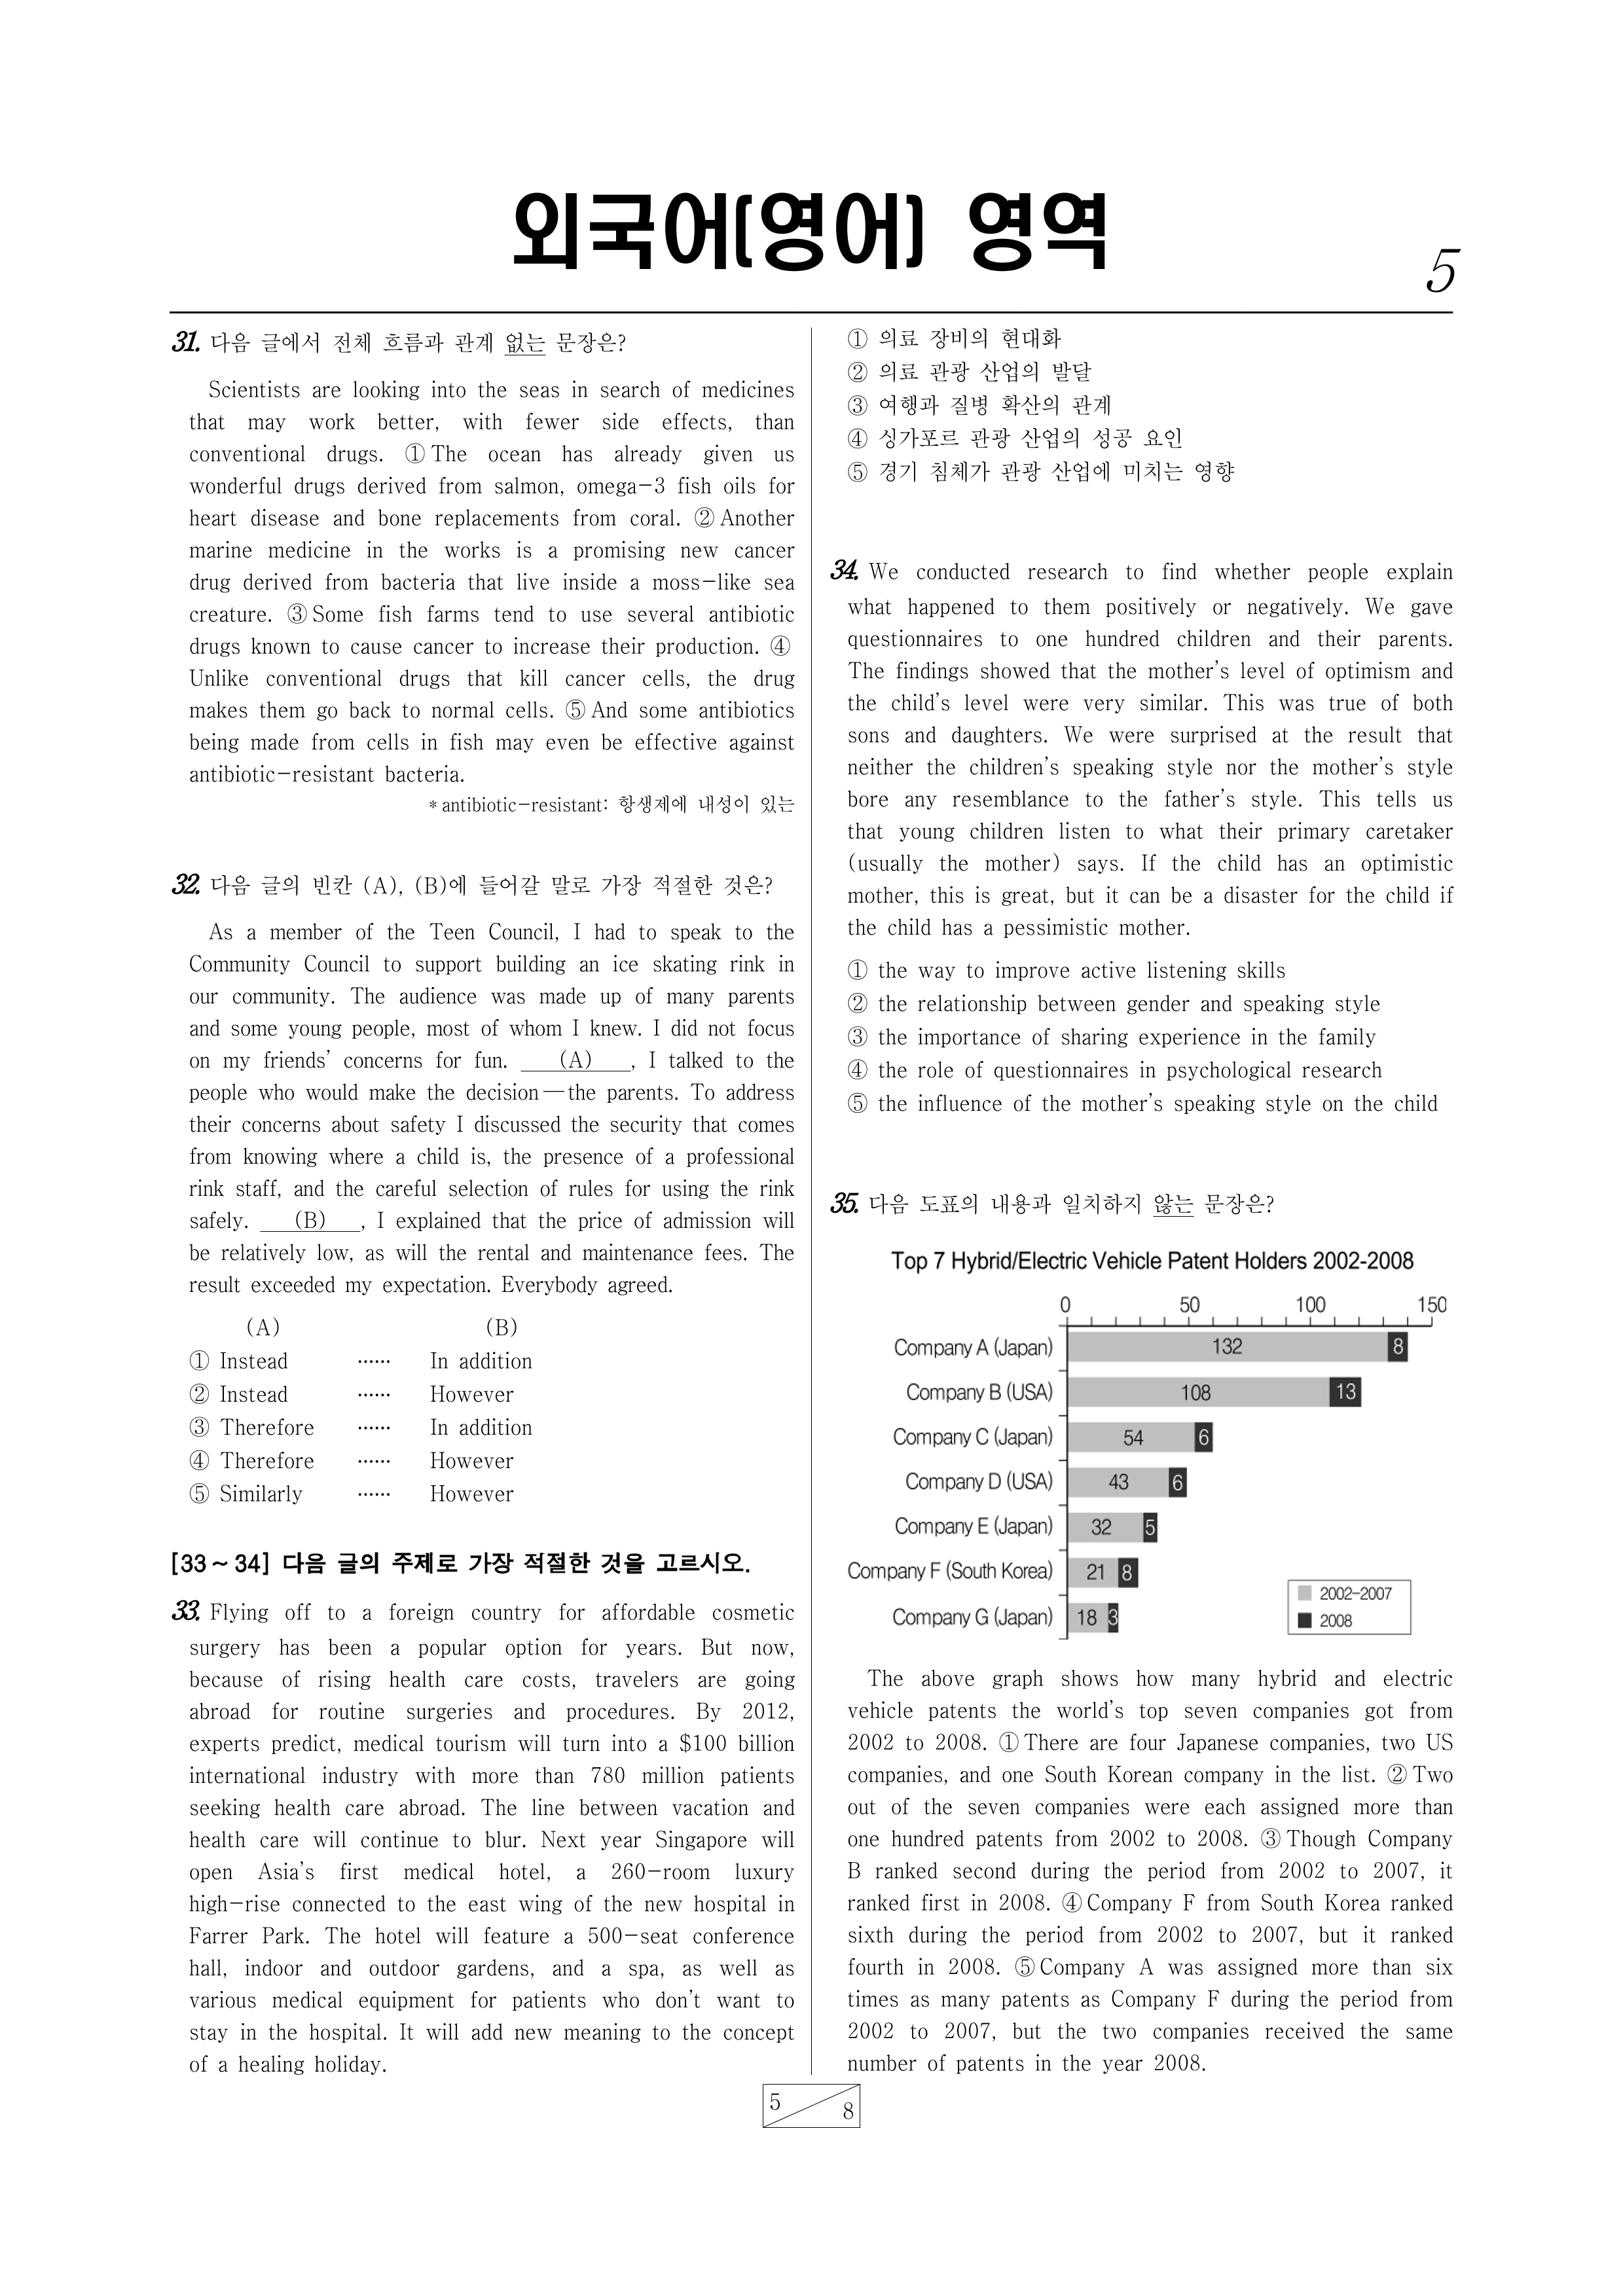 외국어(영어) 영역
5
31. 다음 글에서 전체 흐름과 관계 없는 문장은?
Scientists are looking into the seas in search of medicines
that may work better, with fewer side effects, than
conventional drugs. ① The ocean has already given us
wonderful drugs derived from salmon, omega-3 fish oils for
heart disease and bone replacements from coral. ② Another
marine medicine in the works is a promising new cancer
drug derived from bacteria that live inside a moss-like sea
creature. ③ Some fish farms tend to use several antibiotic
drugs known to cause cancer to increase their production. ④
Unlike conventional drugs that kill cancer cells, the drug
makes them go back to normal cells. ⑤ And some antibiotics
being made from cells in fish may even be effective against
antibiotic-resistant bacteria.
* antibiotic-resistant: 항생제에 내성이 있는
32. 다음 글의 빈칸 (A), (B)에 들어갈 말로 가장 적절한 것은?
As a member of the Teen Council, I had to speak to the
Community Council to support building an ice skating rink in
our community. The audience was made up of many parents
and some young people, most of whom I knew. I did not focus
on my friends' concerns for fun. (A) , I talked to the
people who would make the decision — the parents. To address
their concerns about safety I discussed the security that comes
from knowing where a child is, the presence of a professional
rink staff, and the careful selection of rules for using the rink
safely. (B) , I explained that the price of admission will
be relatively low, as will the rental and maintenance fees. The
result exceeded my expectation. Everybody agreed.
(A) (B)
① Instead …… In addition
② Instead …… However
③ Therefore …… In addition
④ Therefore …… However
⑤ Similarly …… However
[33 ~ 34] 다음 글의 주제로 가장 적절한 것을 고르시오.
33. Flying off to a foreign country for affordable cosmetic
surgery has been a popular option for years. But now,
because of rising health care costs, travelers are going
abroad for routine surgeries and procedures. By 2012,
experts predict, medical tourism will turn into a $100 billion
international industry with more than 780 million patients
seeking health care abroad. The line between vacation and
health care will continue to blur. Next year Singapore will
open Asia's first medical hotel, a 260-room luxury
high-rise connected to the east wing of the new hospital in
Farrer Park. The hotel will feature a 500-seat conference
hall, indoor and outdoor gardens, and a spa, as well as
various medical equipment for patients who don't want to
stay in the hospital. It will add new meaning to the concept
of a healing holiday.
① 의료 장비의 현대화
② 의료 관광 산업의 발달
③ 여행과 질병 확산의 관계
④ 싱가포르 관광 산업의 성공 요인
⑤ 경기 침체가 관광 산업에 미치는 영향
34. We conducted research to find whether people explain
what happened to them positively or negatively. We gave
questionnaires to one hundred children and their parents.
The findings showed that the mother's level of optimism and
the child's level were very similar. This was true of both
sons and daughters. We were surprised at the result that
neither the children's speaking style nor the mother's style
bore any resemblance to the father's style. This tells us
that young children listen to what their primary caretaker
(usually the mother) says. If the child has an optimistic
mother, this is great, but it can be a disaster for the child if
the child has a pessimistic mother.
① the way to improve active listening skills
② the relationship between gender and speaking style
③ the importance of sharing experience in the family
④ the role of questionnaires in psychological research
⑤ the influence of the mother's speaking style on the child
35. 다음 도표의 내용과 일치하지 않는 문장은?
Top 7 Hybrid/Electric Vehicle Patent Holders 2002-2008
0 50 100 150
Company A (Japan) 132 8
Company B (USA) 108 13
Company C (Japan) 54 6
Company D (USA) 43 6
Company E (Japan) 32 5
Company F (South Korea) 21 8
Company G (Japan) 18 3
2002-2007
2008
The above graph shows how many hybrid and electric
vehicle patents the world's top seven companies got from
2002 to 2008. ① There are four Japanese companies, two US
companies, and one South Korean company in the list. ② Two
out of the seven companies were each assigned more than
one hundred patents from 2002 to 2008. ③ Though Company
B ranked second during the period from 2002 to 2007, it
ranked first in 2008. ④ Company F from South Korea ranked
sixth during the period from 2002 to 2007, but it ranked
fourth in 2008. ⑤ Company A was assigned more than six
times as many patents as Company F during the period from
2002 to 2007, but the two companies received the same
number of patents in the year 2008.
5
8